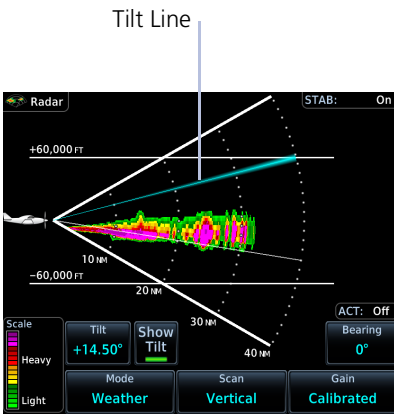 Tilt Line
Radar
STAB: On
+60,000 FT
10 NM
-60,000 FT
20 NM
30 NM
40 NM
ACT: Off
Scale
Heavy
Light
Tilt
+14.50°
Show
Tilt
Bearing
0°
Mode
Weather
Scan
Vertical
Gain
Calibrated